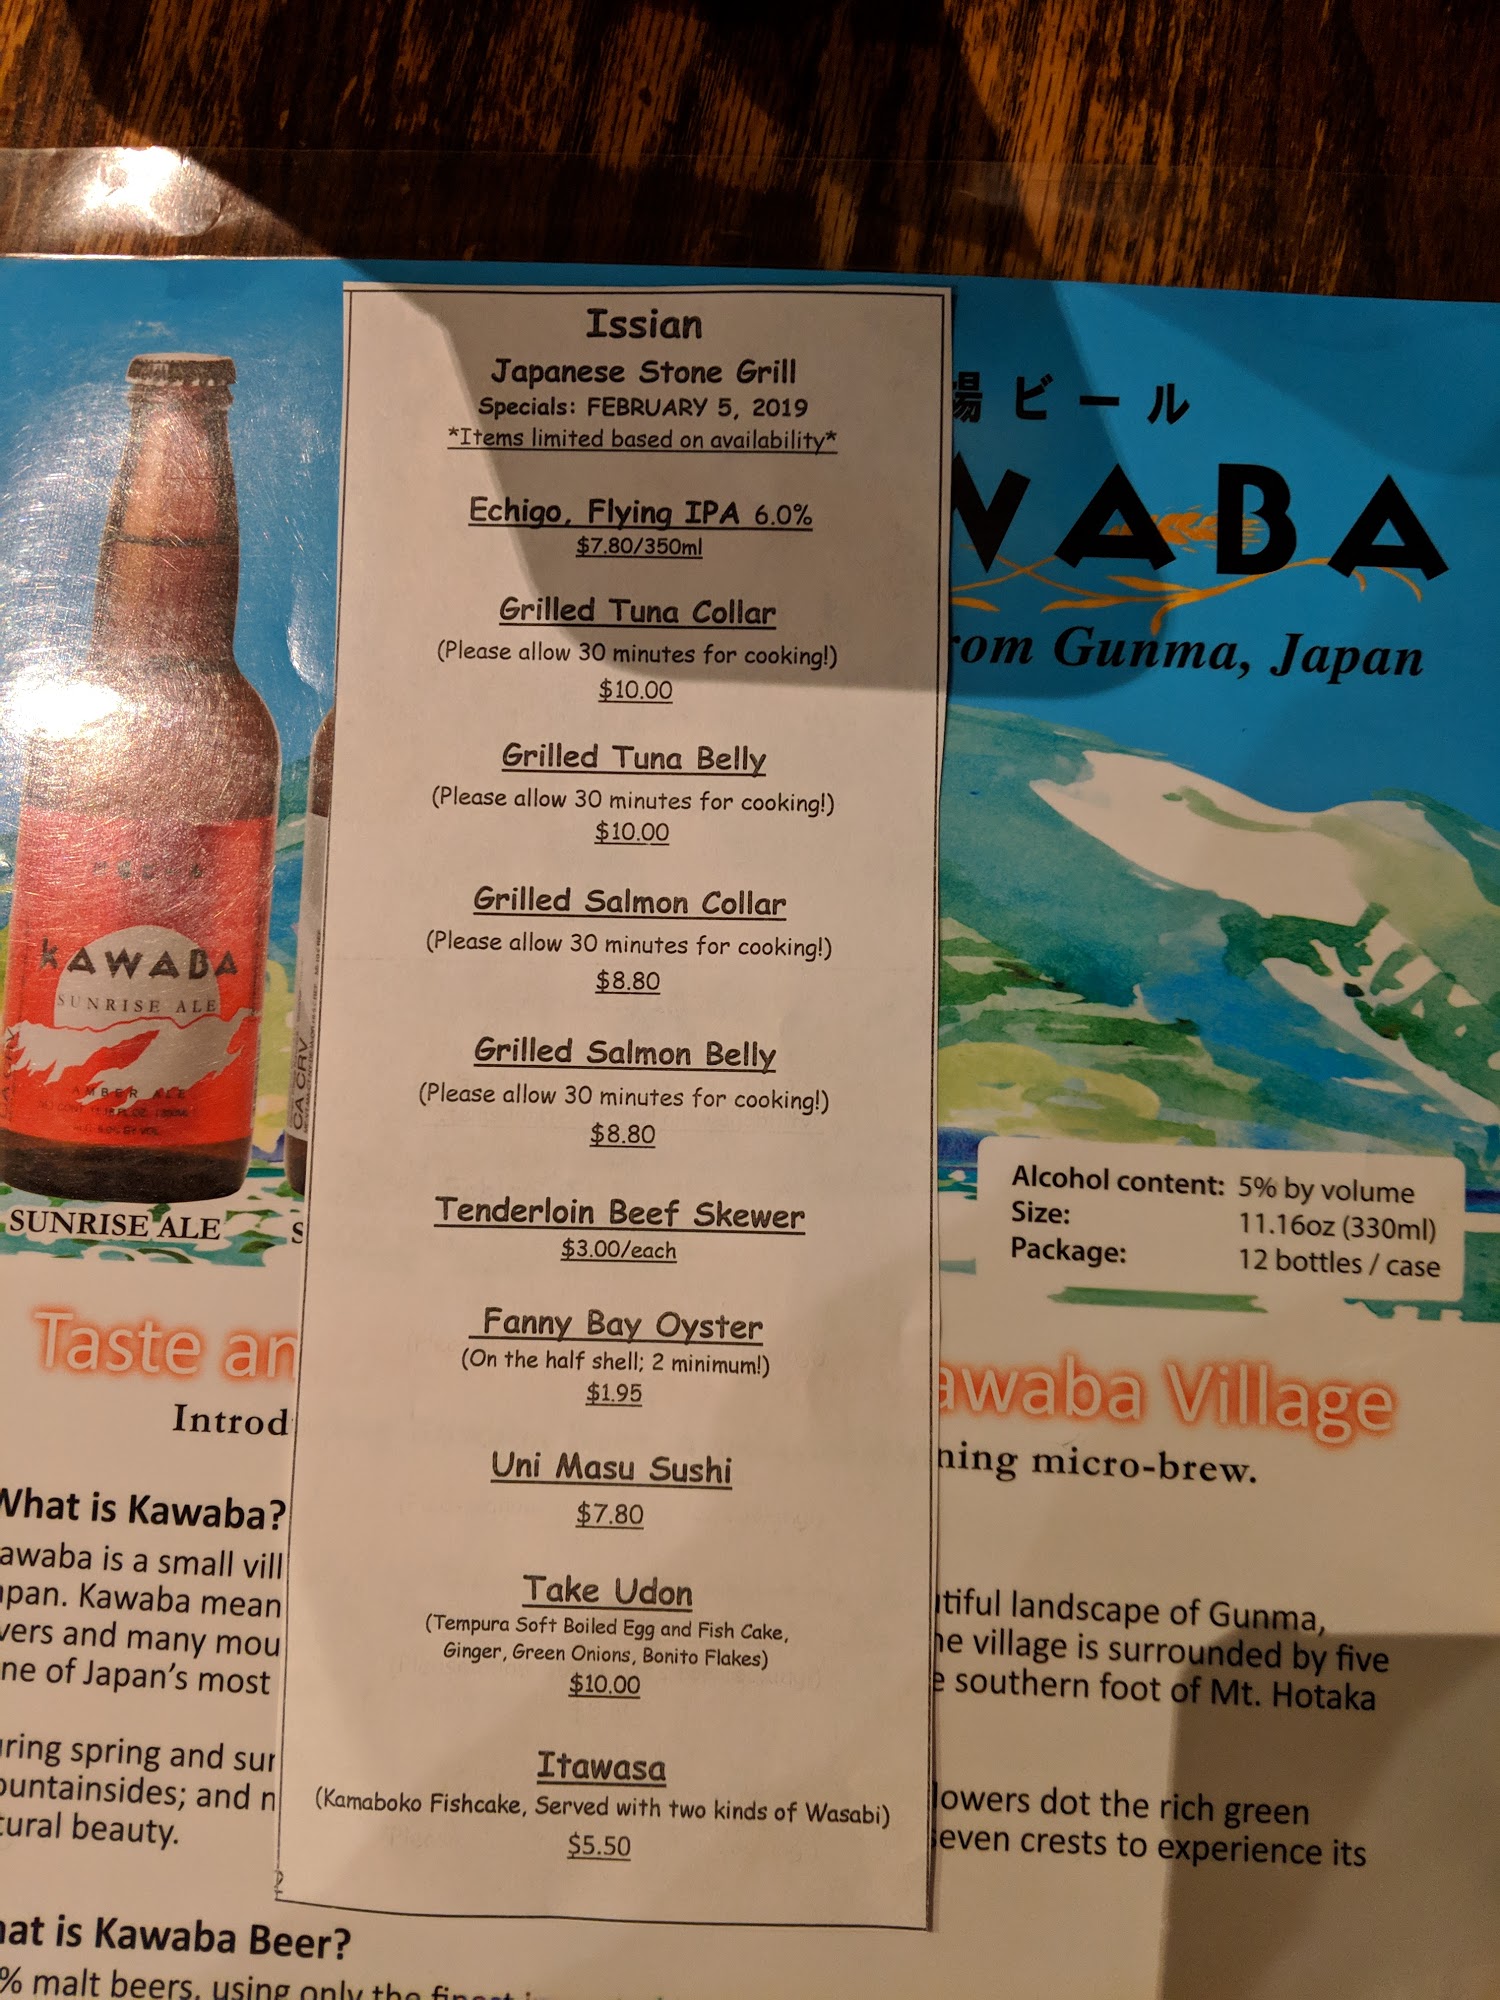 Issian
Japanese Stone Grill
Specials: FEBRUARY 5, 2019
*Items limited based on availability*
Echigo, Flying IPA 6.0%
$7.80/350ml
Grilled Tuna Collar
(Please allow 30 minutes for cooking!)
$10.00
Grilled Tuna Belly
(Please allow 30 minutes for cooking!)
$10.00
Grilled Salmon Collar
(Please allow 30 minutes for cooking!)
$8.80
Grilled Salmon Belly
(Please allow 30 minutes for cooking!)
$8.80
Tenderloin Beef Skewer
$3.00/each
Fanny Bay Oyster
(On the half shell; 2 minimum!)
$1.95
Uni Masu Sushi
$7.80
Take Udon
(Tempura Soft Boiled Egg and Fish Cake,
Ginger, Green Onions, Bonito Flakes)
$10.00
Itawasa
(Kamaboko Fishcake, Served with two kinds of Wasabi)
$5.50
KAWABA
SUNRISE ALE
AMBER ALE
CA CRV
SUNRISE ALE
場ビール
WABA
rom Gunma, Japan
Alcohol content: 5% by volume
Size: 11.16oz (330ml)
Package: 12 bottles / case
Taste an
awaba Village
Introd
ning micro-brew.
What is Kawaba?
awaba is a small vill
pan. Kawaba mean
vers and many mou
ne of Japan's most
tiful landscape of Gunma,
he village is surrounded by five
e southern foot of Mt. Hotaka
ring spring and sur
ountainsides; and n
tural beauty.
lowers dot the rich green
seven crests to experience its
hat is Kawaba Beer?
% malt beers, using only the